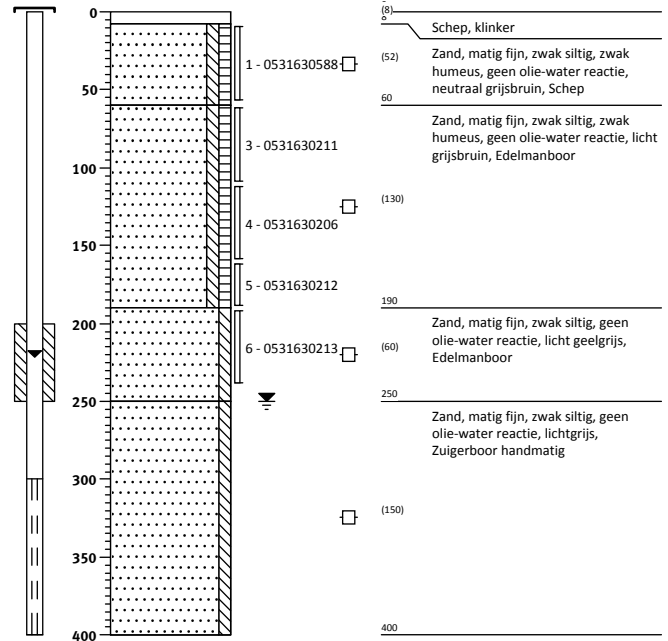 0
50
100
150
200
250
300
350
400
1 - 0531630588
3 - 0531630211
4 - 0531630206
5 - 0531630212
6 - 0531630213
(8)
8
Schep, klinker
(52)
Zand, matig fijn, zwak siltig, zwak
humeus, geen olie-water reactie,
neutraal grijsbruin, Schep
60
Zand, matig fijn, zwak siltig, zwak
humeus, geen olie-water reactie, licht
grijsbruin, Edelmanboor
(130)
190
Zand, matig fijn, zwak siltig, geen
olie-water reactie, licht geelgrijs,
Edelmanboor
(60)
250
Zand, matig fijn, zwak siltig, geen
olie-water reactie, lichtgrijs,
Zuigerboor handmatig
(150)
400